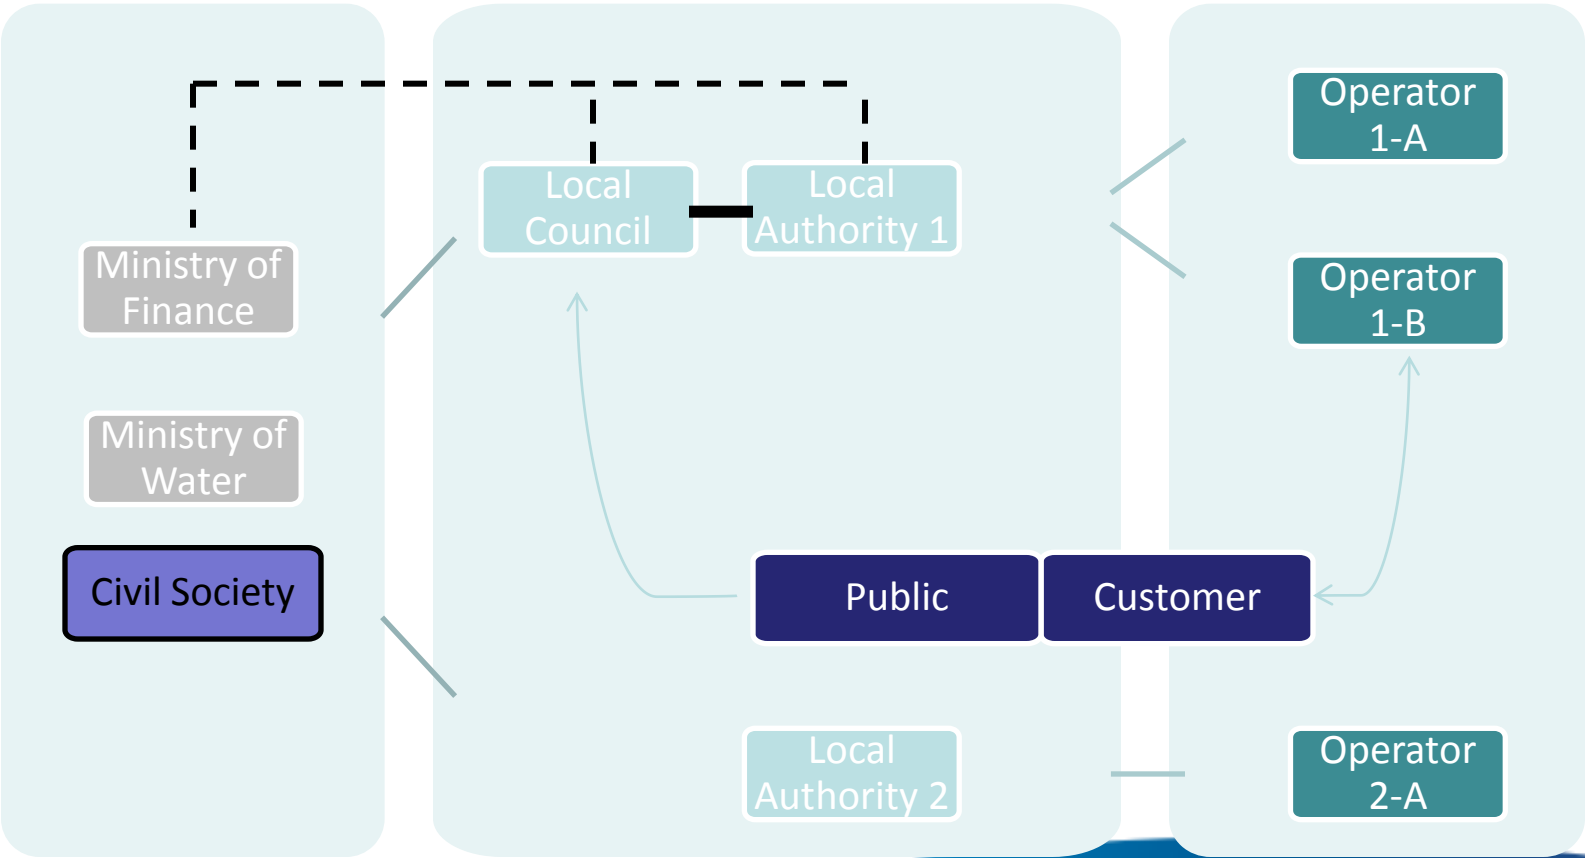 Ministry of
Finance
Ministry of
Water
Civil Society
Local
Council
Local
Authority 1
Public
Customer
Local
Authority 2
Operator
1-A
Operator
1-B
Operator
2-A